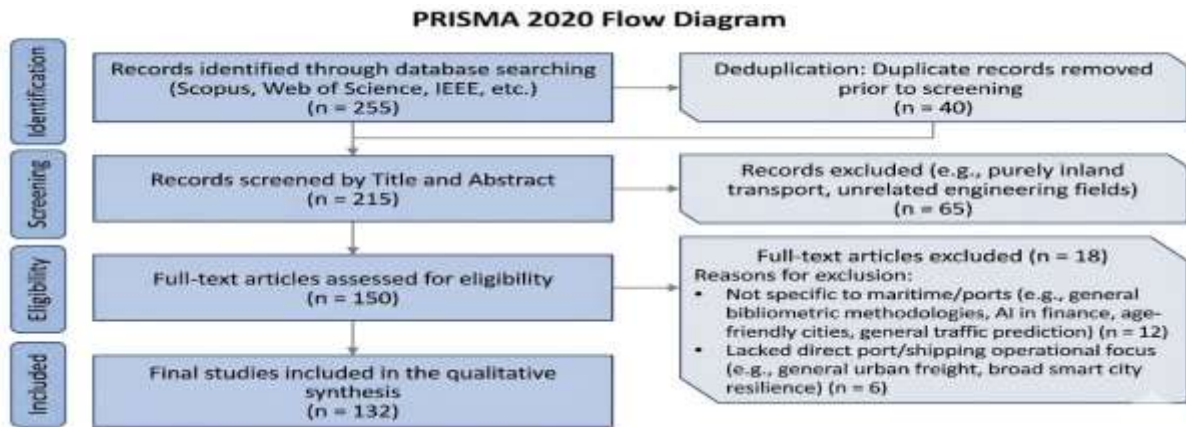 PRISMA 2020 Flow Diagram
Identification
Records identified through database searching
(Scopus, Web of Science, IEEE, etc.)
(n = 255)
Deduplication: Duplicate records removed
prior to screening
(n = 40)
Screening
Records screened by Title and Abstract
(n = 215)
Records excluded (e.g., purely inland
transport, unrelated engineering fields)
(n = 65)
Eligibility
Full-text articles assessed for eligibility
(n = 150)
Full-text articles excluded (n = 18)
Reasons for exclusion:
• Not specific to maritime/ports (e.g., general
bibliometric methodologies, AI in finance, age-
friendly cities, general traffic prediction) (n = 12)
• Lacked direct port/shipping operational focus
(e.g., general urban freight, broad smart city
resilience) (n = 6)
Included
Final studies included in the qualitative
synthesis
(n = 132)